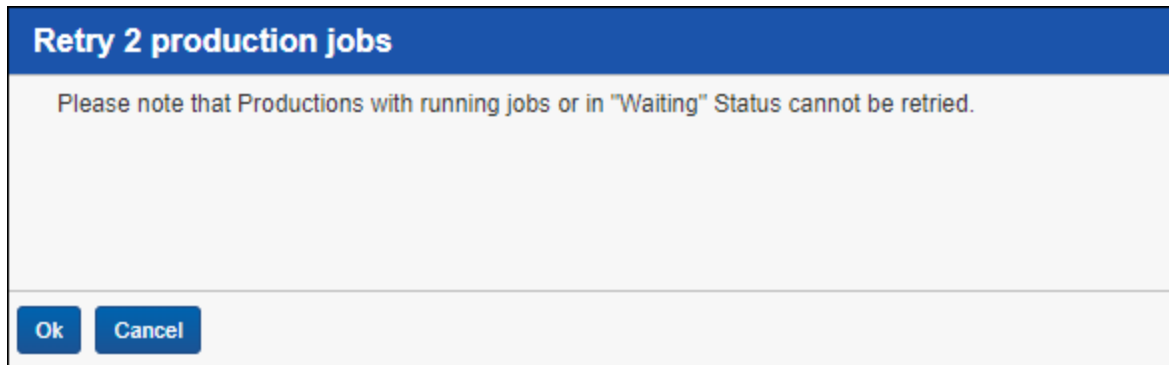 Retry 2 production jobs
Please note that Productions with running jobs or in "Waiting" Status cannot be retried.
Ok
Cancel